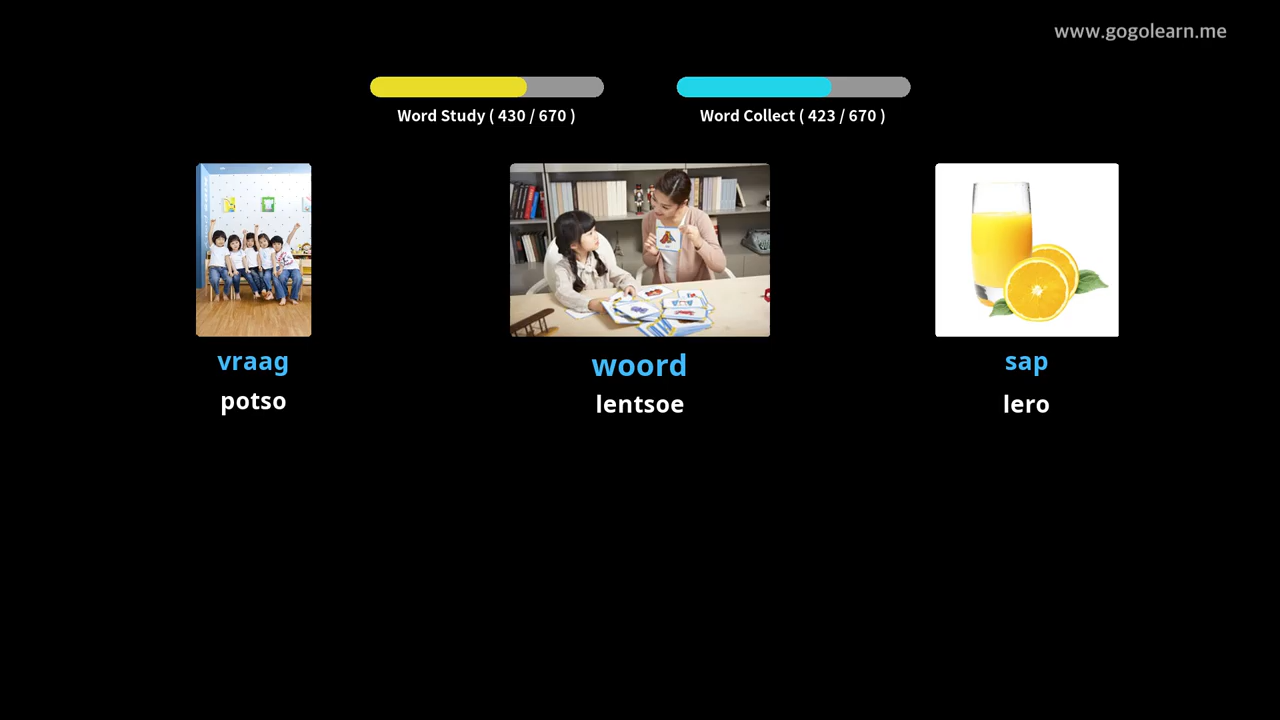 www.gogolearn.me
Word Study ( 430 / 670 )
Word Collect ( 423 / 670 )
vraag
potso
woord
lentsoe
sap
lero